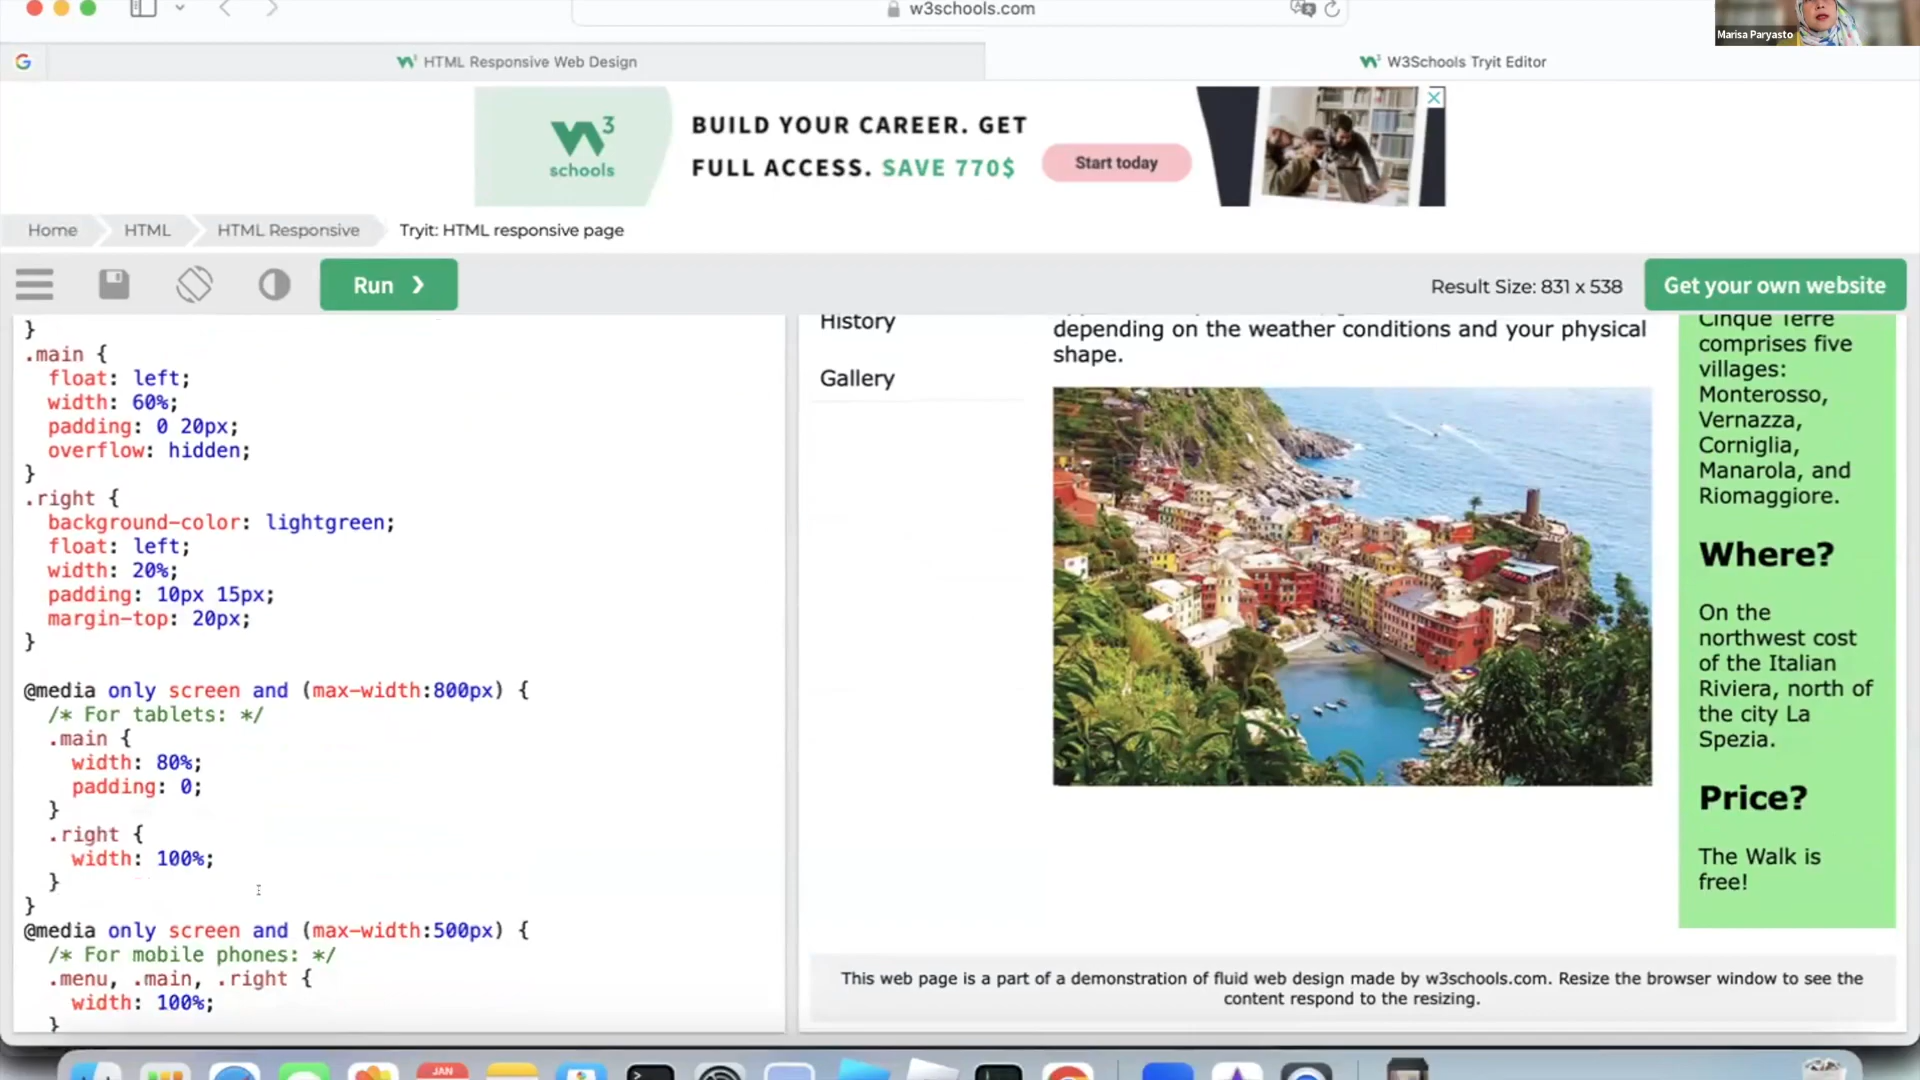 w3schools.com
Marisa Paryasto
HTML Responsive Web Design
W3Schools Tryit Editor
3
schools
BUILD YOUR CAREER. GET
FULL ACCESS. SAVE 770$
Start today
Home
HTML
HTML Responsive
Tryit: HTML responsive page
Run ❯
Result Size: 831 x 538
Get your own website
}
.main {
float: left;
width: 60%;
padding: 0 20px;
overflow: hidden;
}
.right {
background-color: lightgreen;
float: left;
width: 20%;
padding: 10px 15px;
margin-top: 20px;
}
@media only screen and (max-width:800px) {
/* For tablets: */
.main {
width: 80%;
padding: 0;
}
.right {
width: 100%;
}
}
@media only screen and (max-width:500px) {
/* For mobile phones: */
.menu, .main, .right {
width: 100%;
}
History
Gallery
depending on the weather conditions and your physical
shape.
Cinque Terre
comprises five
villages:
Monterosso,
Vernazza,
Corniglia,
Manarola, and
Riomaggiore.
Where?
On the
northwest cost
of the Italian
Riviera, north of
the city La
Spezia.
Price?
The Walk is
free!
This web page is a part of a demonstration of fluid web design made by w3schools.com. Resize the browser window to see the
content respond to the resizing.
JAN